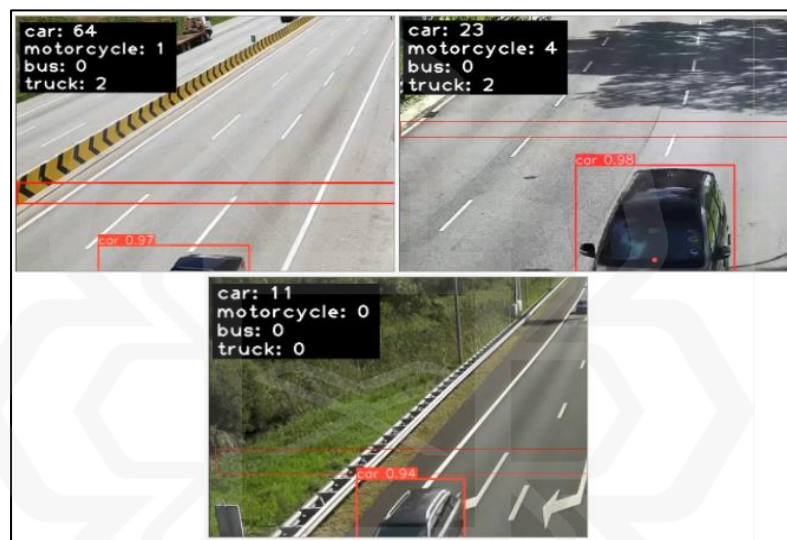 car: 64
motorcycle: 1
bus: 0
truck: 2
car 0.97
car: 23
motorcycle: 4
bus: 0
truck: 2
car 0.98
car: 11
motorcycle: 0
bus: 0
truck: 0
car 0.94